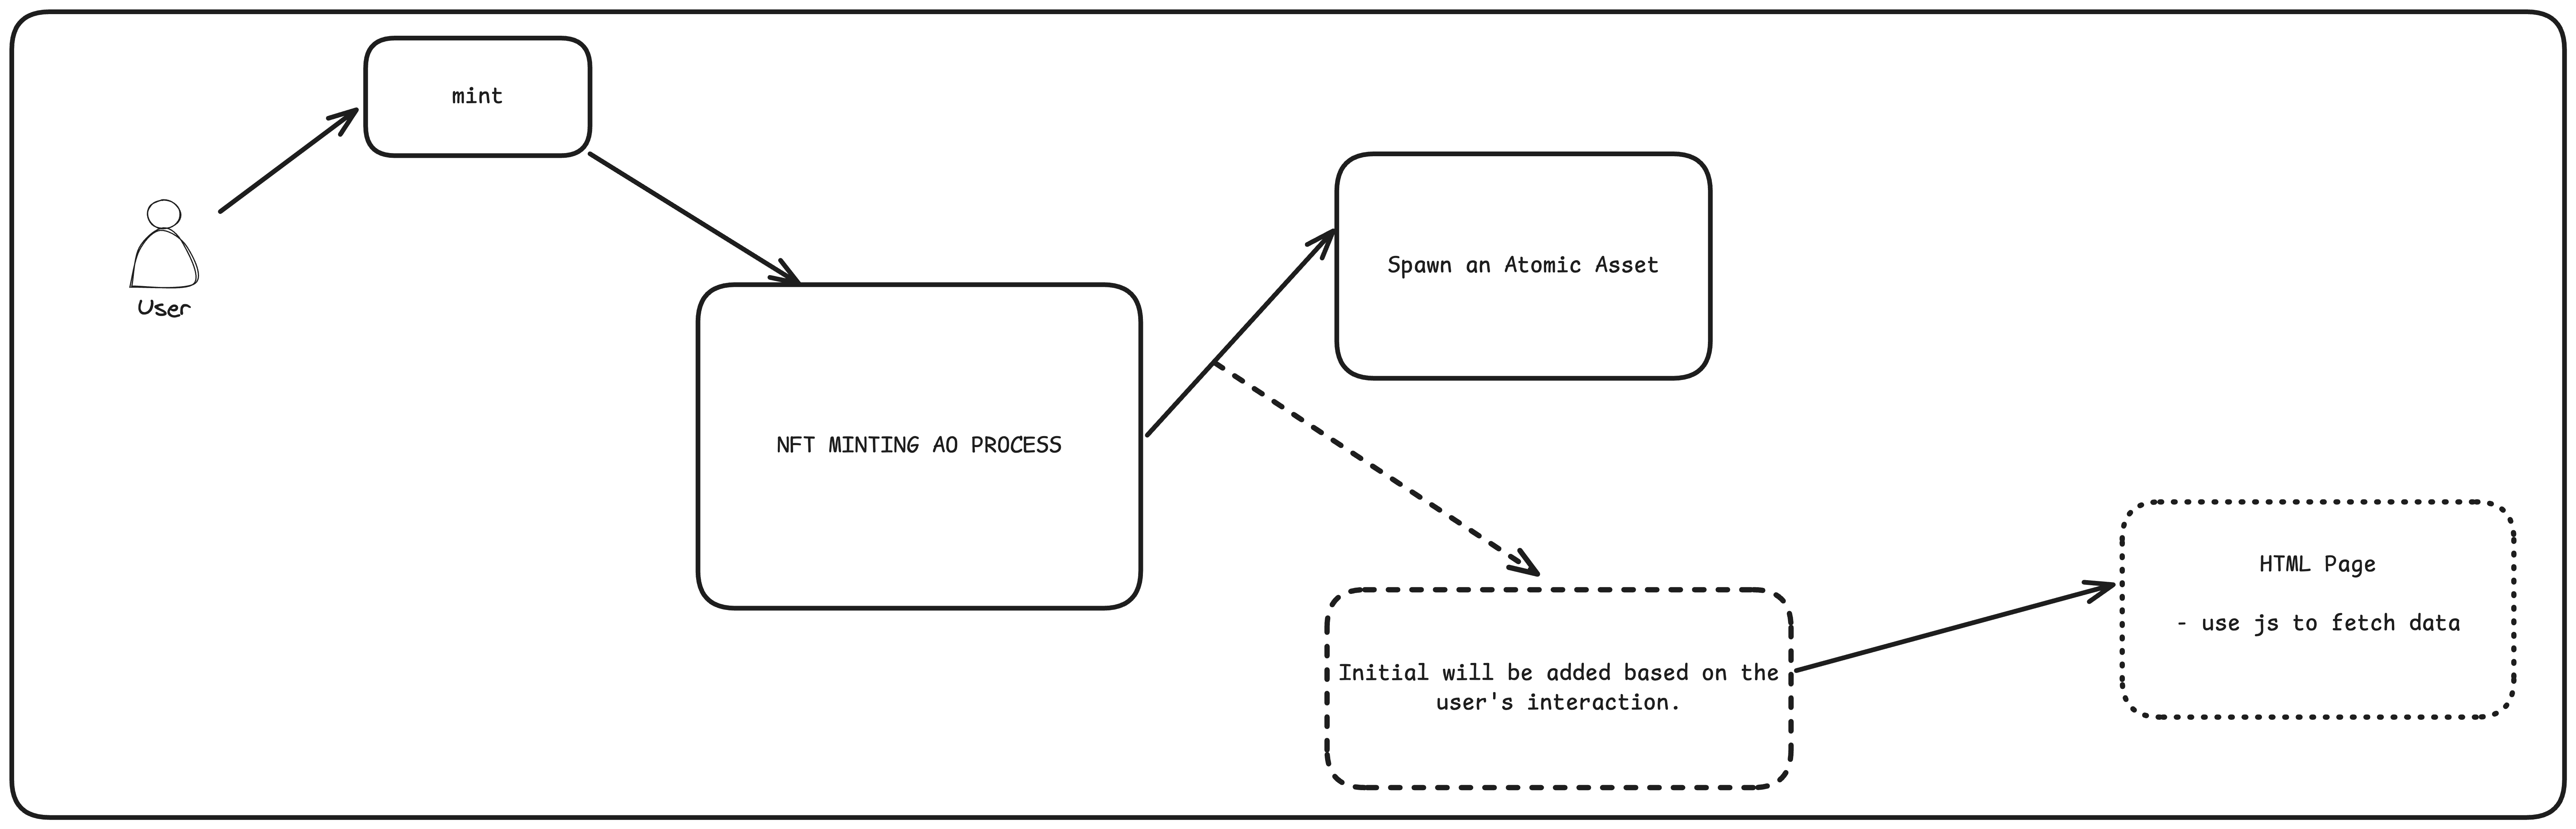 mint
User
Spawn an Atomic Asset
NFT MINTING AO PROCESS
HTML Page
- use js to fetch data
Initial will be added based on the
user's interaction.